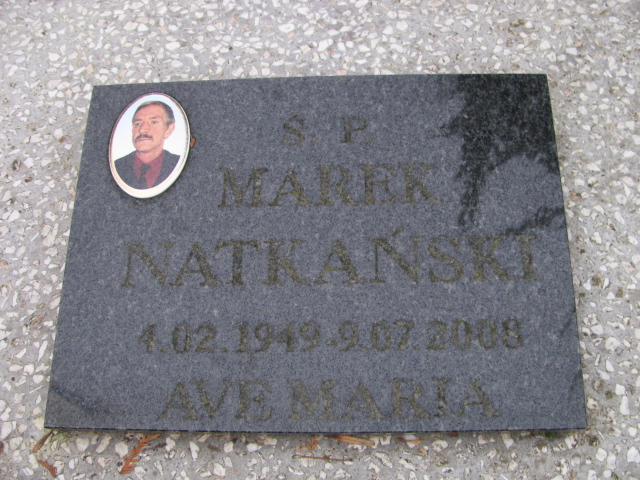 Ś. P.
MAREK
NATKAŃSKI
4.02.1949-9.07.2008
AVE MARIA